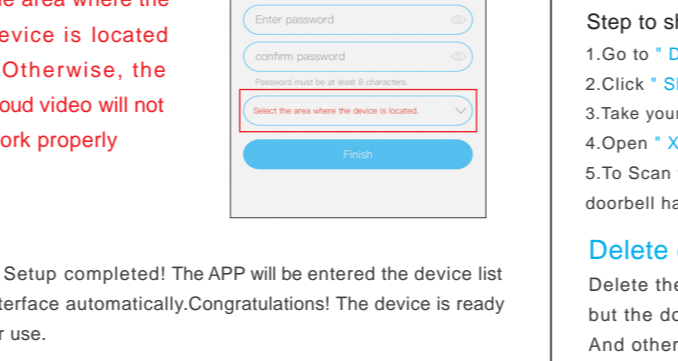 e area where the
evice is located
Otherwise, the
oud video will not
ork properly
Enter password
confirm password
Password must be at least 8 characters.
Select the area where the device is located.
Finish
Setup completed! The APP will be entered the device list
terface automatically.Congratulations! The device is ready
r use.
Step to sh
1.Go to " D
2.Click " Sh
3.Take your
4.Open " X
5.To Scan
doorbell ha
Delete
Delete the
but the do
And other